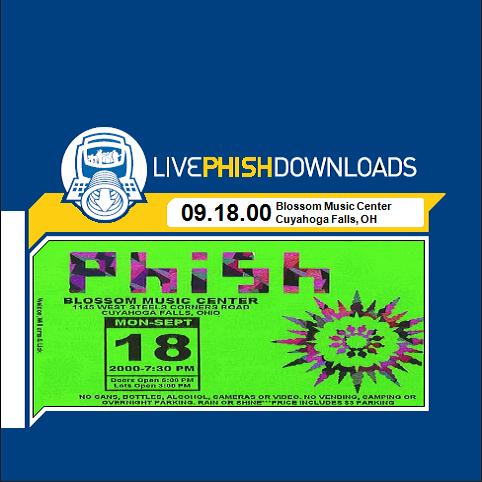 LIVEPHISHDOWNLOADS
09.18.00
Blossom Music Center
Cuyahoga Falls, OH
Phish
BLOSSOM MUSIC CENTER
1145 WEST STEELS CORNERS ROAD
CUYAHOGA FALLS, OHIO
MON-SEPT
18
2000-7:30 PM
Doors Open 6:00 PM
Lots Open 3:00 PM
NO CANS, BOTTLES, ALCOHOL, CAMERAS OR VIDEO. NO VENDING, CAMPING OR
OVERNIGHT PARKING. RAIN OR SHINE***PRICE INCLUDES $3 PARKING